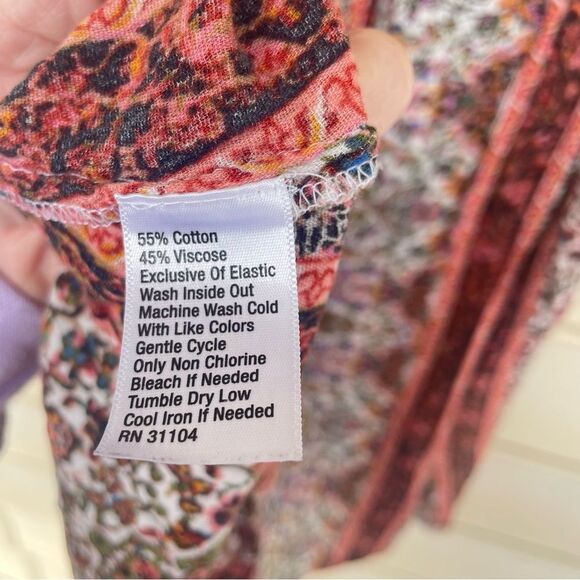 55% Cotton
45% Viscose
Exclusive Of Elastic
Wash Inside Out
Machine Wash Cold
With Like Colors
Gentle Cycle
Only Non Chlorine
Bleach If Needed
Tumble Dry Low
Cool Iron If Needed
RN 31104